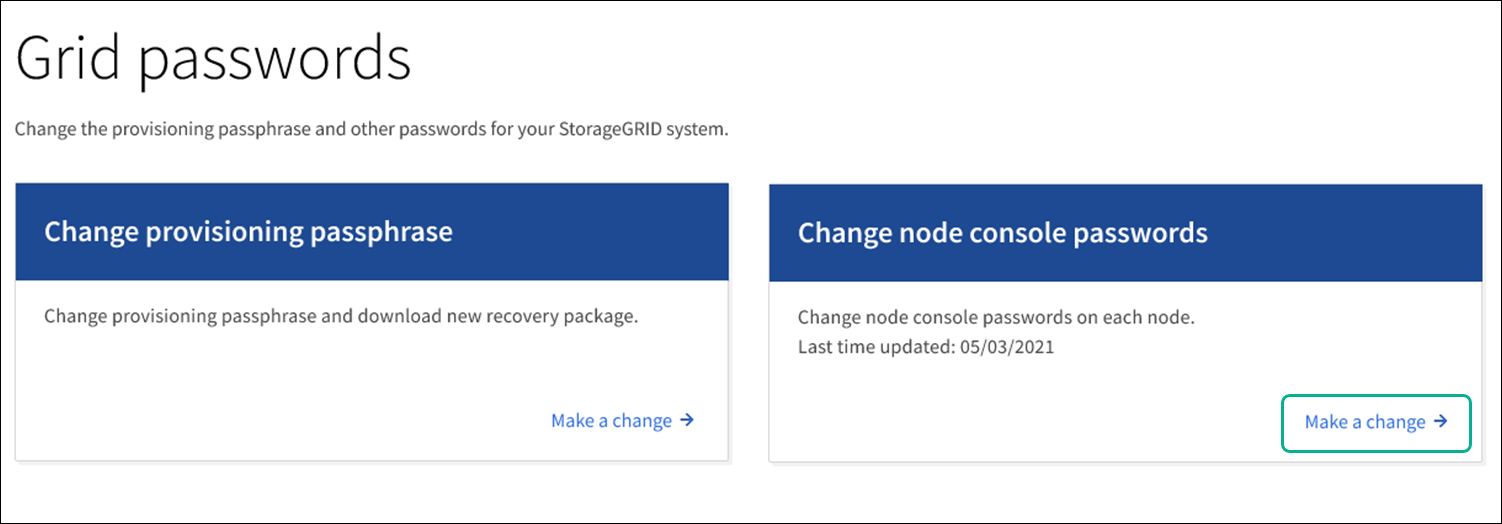 Grid passwords
Change the provisioning passphrase and other passwords for your StorageGRID system.
Change provisioning passphrase
Change provisioning passphrase and download new recovery package.
Make a change →
Change node console passwords
Change node console passwords on each node.
Last time updated: 05/03/2021
Make a change →